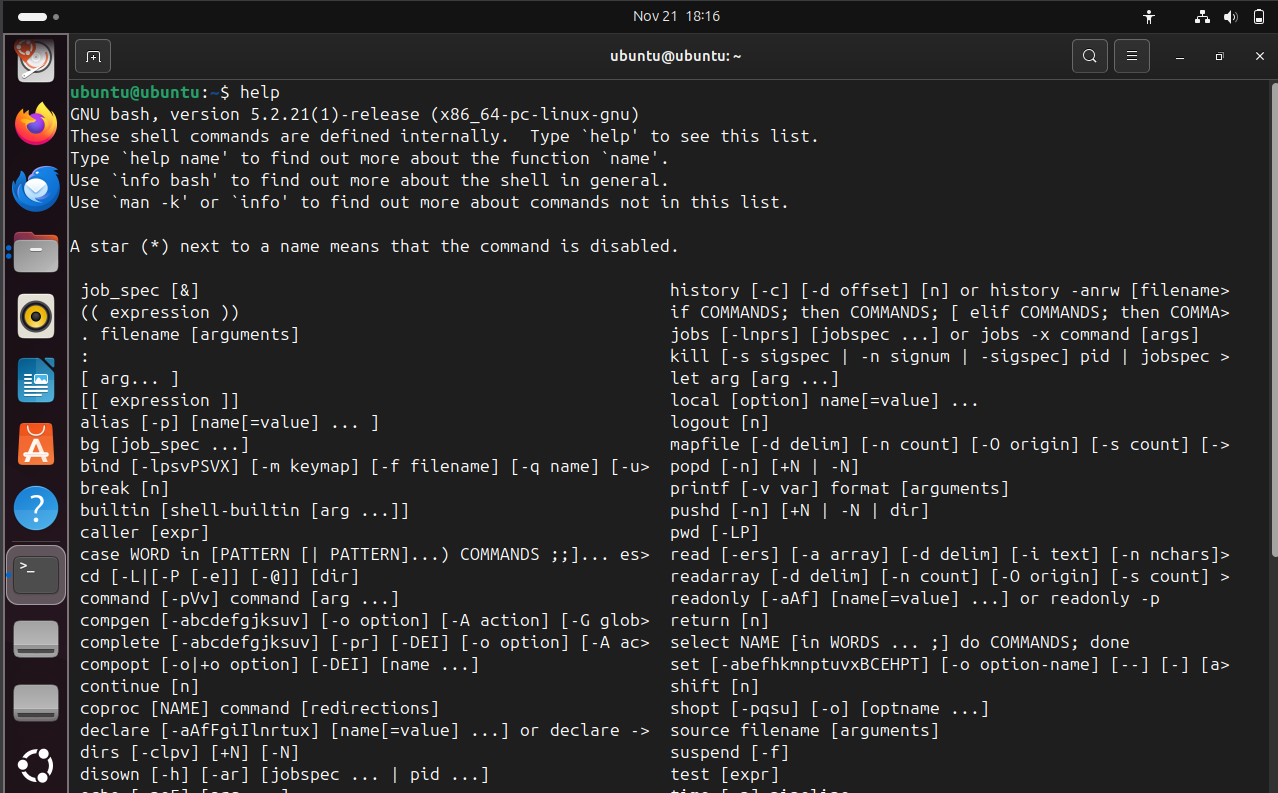 Nov 21 18:16
ubuntu@ubuntu: ~
ubuntu@ubuntu:~$ help
GNU bash, version 5.2.21(1)-release (x86_64-pc-linux-gnu)
These shell commands are defined internally.  Type `help' to see this list.
Type `help name' to find out more about the function `name'.
Use `info bash' to find out more about the shell in general.
Use `man -k' or `info' to find out more about commands not in this list.
A star (*) next to a name means that the command is disabled.
job_spec [&]
(( expression ))
. filename [arguments]
:
[ arg... ]
[[ expression ]]
alias [-p] [name[=value] ... ]
bg [job_spec ...]
bind [-lpsvPSVX] [-m keymap] [-f filename] [-q name] [-u>
break [n]
builtin [shell-builtin [arg ...]]
caller [expr]
case WORD in [PATTERN [| PATTERN]...) COMMANDS ;;]... es>
cd [-L|[-P [-e]] [-@]] [dir]
command [-pVv] command [arg ...]
compgen [-abcdefgjksuv] [-o option] [-A action] [-G glob>
complete [-abcdefgjksuv] [-pr] [-DEI] [-o option] [-A ac>
compopt [-o|+o option] [-DEI] [name ...]
continue [n]
coproc [NAME] command [redirections]
declare [-aAfFgiIlnrtux] [name[=value] ...] or declare ->
dirs [-clpv] [+N] [-N]
disown [-h] [-ar] [jobspec ... | pid ...]
history [-c] [-d offset] [n] or history -anrw [filename>
if COMMANDS; then COMMANDS; [ elif COMMANDS; then COMMA>
jobs [-lnprs] [jobspec ...] or jobs -x command [args]
kill [-s sigspec | -n signum | -sigspec] pid | jobspec >
let arg [arg ...]
local [option] name[=value] ...
logout [n]
mapfile [-d delim] [-n count] [-O origin] [-s count] [->
popd [-n] [+N | -N]
printf [-v var] format [arguments]
pushd [-n] [+N | -N | dir]
pwd [-LP]
read [-ers] [-a array] [-d delim] [-i text] [-n nchars]>
readarray [-d delim] [-n count] [-O origin] [-s count] >
readonly [-aAf] [name[=value] ...] or readonly -p
return [n]
select NAME [in WORDS ... ;] do COMMANDS; done
set [-abefhkmnptuvxBCEHPT] [-o option-name] [--] [-] [a>
shift [n]
shopt [-pqsu] [-o] [optname ...]
source filename [arguments]
suspend [-f]
test [expr]